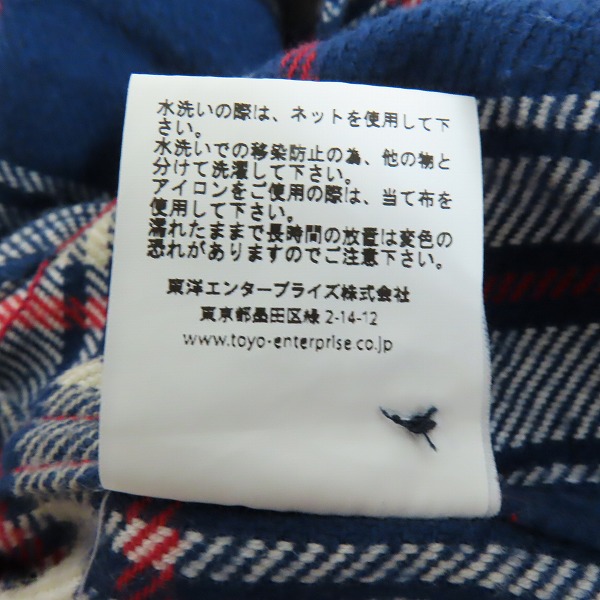 水洗いの際は、ネットを使用して下
さい。
水洗いでの移染防止の為、他の物と
分けて洗濯して下さい。
アイロンをご使用の際は、当て布を
使用して下さい。
濡れたままで長時間の放置は変色の
恐れがありますのでご注意下さい。
東洋エンタープライズ株式会社
東京都墨田区緑 2-14-12
www.toyo-enterprise.co.jp